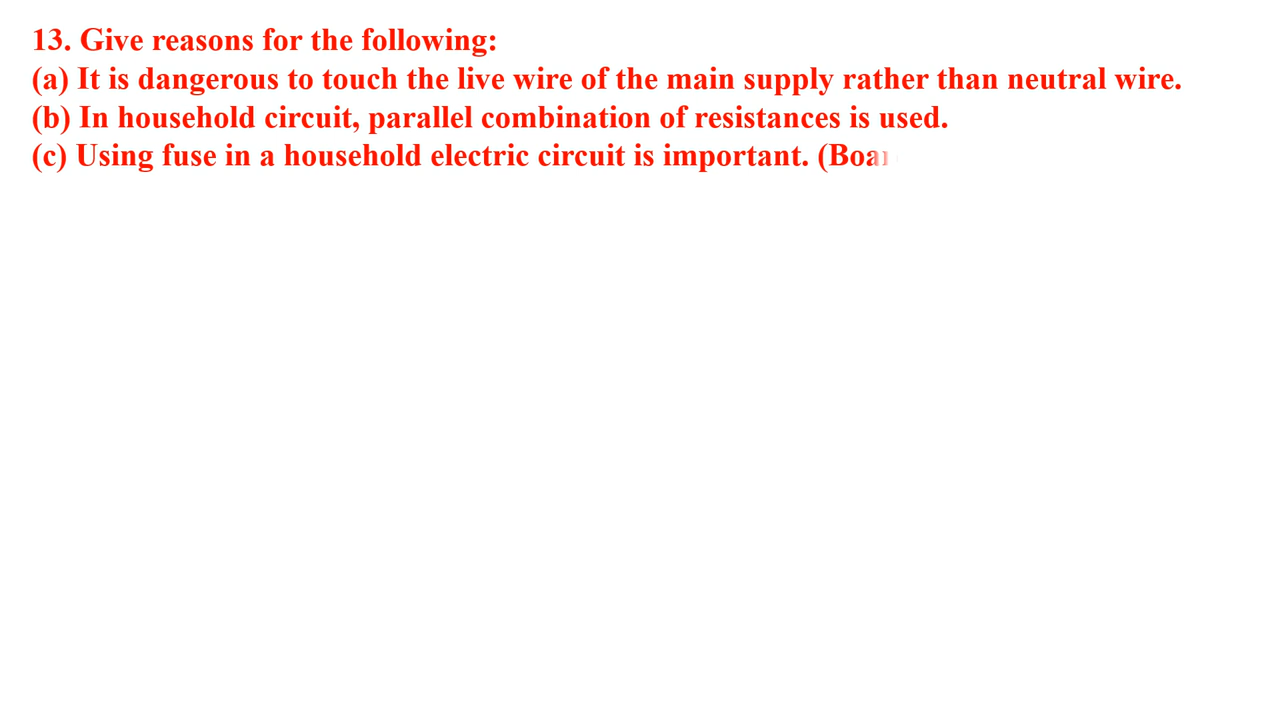 13. Give reasons for the following:
(a) It is dangerous to touch the live wire of the main supply rather than neutral wire.
(b) In household circuit, parallel combination of resistances is used.
(c) Using fuse in a household electric circuit is important.